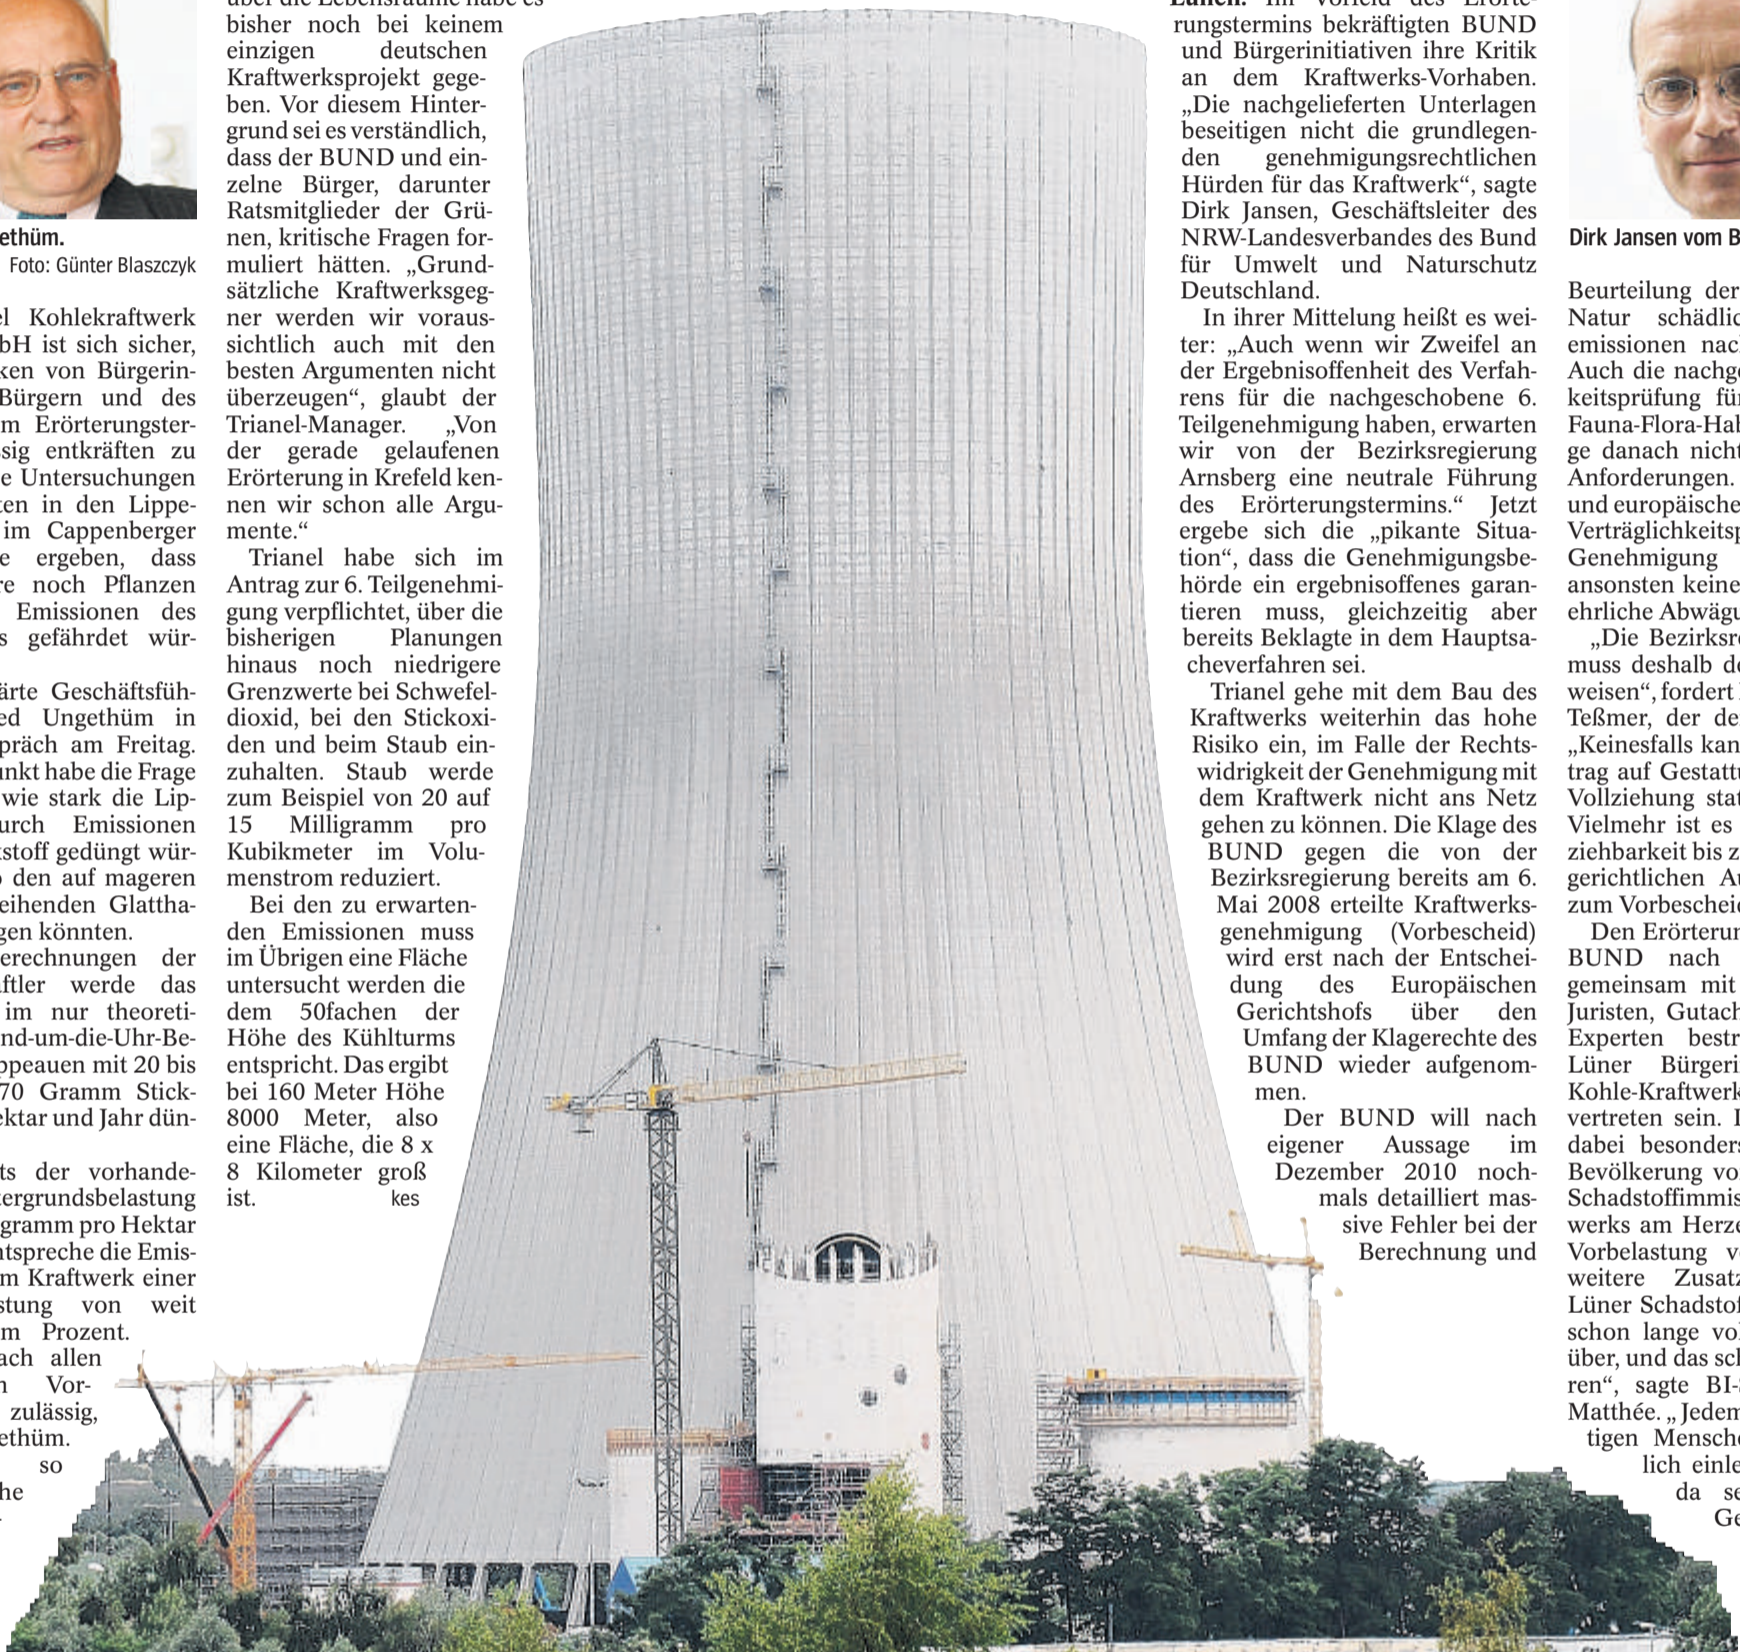 ethüm.
Foto: Günter Blaszczyk
el Kohlekraftwerk
bH ist sich sicher,
ken von Bürgerin-
Bürgern und des
m Erörterungster-
ssig entkräften zu
e Untersuchungen
ten in den Lippe-
im Cappenberger
e ergeben, dass
re noch Pflanzen
Emissionen des
s gefährdet wür-
ärte Geschäftsfüh-
ed Ungethüm in
präch am Freitag.
unkt habe die Frage
wie stark die Lip-
urch Emissionen
kstoff gedüngt wür-
den auf mageren
eihenden Glattha-
gen könnten.
erechnungen der
aftler werde das
im nur theoreti-
nd-um-die-Uhr-Be-
ppeauen mit 20 bis
70 Gramm Stick-
ektar und Jahr dün-
ts der vorhande-
tergrundsbelastung
gramm pro Hektar
ntspreche die Emis-
m Kraftwerk einer
stung von weit
m Prozent.
ach allen
n Vor-
zulässig,
ethüm.
so
he
über die Lebensräume habe es
bisher noch bei keinem
einzigen deutschen
Kraftwerksprojekt gege-
ben. Vor diesem Hinter-
grund sei es verständlich,
dass der BUND und ein-
zelne Bürger, darunter
Ratsmitglieder der Grü-
nen, kritische Fragen for-
muliert hätten. „Grund-
sätzliche Kraftwerksgeg-
ner werden wir voraus-
sichtlich auch mit den
besten Argumenten nicht
überzeugen“, glaubt der
Trianel-Manager. „Von
der gerade gelaufenen
Erörterung in Krefeld ken-
nen wir schon alle Argu-
mente.“
Trianel habe sich im
Antrag zur 6. Teilgenehmi-
gung verpflichtet, über die
bisherigen Planungen
hinaus noch niedrigere
Grenzwerte bei Schwefel-
dioxid, bei den Stickoxi-
den und beim Staub ein-
zuhalten. Staub werde
zum Beispiel von 20 auf
15 Milligramm pro
Kubikmeter im Volu-
menstrom reduziert.
Bei den zu erwarten-
den Emissionen muss
im Übrigen eine Fläche
untersucht werden die
dem 50fachen der
Höhe des Kühlturms
entspricht. Das ergibt
bei 160 Meter Höhe
8000 Meter, also
eine Fläche, die 8 x
8 Kilometer groß
ist. kes
Lünen. Im Vorfeld des Erörte-
rungstermins bekräftigten BUND
und Bürgerinitiativen ihre Kritik
an dem Kraftwerks-Vorhaben.
„Die nachgelieferten Unterlagen
beseitigen nicht die grundlegen-
den genehmigungsrechtlichen
Hürden für das Kraftwerk“, sagte
Dirk Jansen, Geschäftsleiter des
NRW-Landesverbandes des Bund
für Umwelt und Naturschutz
Deutschland.
In ihrer Mittelung heißt es wei-
ter: „Auch wenn wir Zweifel an
der Ergebnisoffenheit des Verfah-
rens für die nachgeschobene 6.
Teilgenehmigung haben, erwarten
wir von der Bezirksregierung
Arnsberg eine neutrale Führung
des Erörterungstermins.“ Jetzt
ergebe sich die „pikante Situa-
tion“, dass die Genehmigungsbe-
hörde ein ergebnisoffenes garan-
tieren muss, gleichzeitig aber
bereits Beklagte in dem Hauptsa-
cheverfahren sei.
Trianel gehe mit dem Bau des
Kraftwerks weiterhin das hohe
Risiko ein, im Falle der Rechts-
widrigkeit der Genehmigung mit
dem Kraftwerk nicht ans Netz
gehen zu können. Die Klage des
BUND gegen die von der
Bezirksregierung bereits am 6.
Mai 2008 erteilte Kraftwerks-
genehmigung (Vorbescheid)
wird erst nach der Entschei-
dung des Europäischen
Gerichtshofs über den
Umfang der Klagerechte des
BUND wieder aufgenom-
men.
Der BUND will nach
eigener Aussage im
Dezember 2010 noch-
mals detailliert mas-
sive Fehler bei der
Berechnung und
Dirk Jansen vom B
Beurteilung der
Natur schädlic
emissionen nac
Auch die nachge
keitsprüfung für
Fauna-Flora-Hab
ge danach nicht
Anforderungen.
und europäische
Verträglichkeitsp
Genehmigung
ansonsten keine
ehrliche Abwägu
„Die Bezirksre
muss deshalb de
weisen“, fordert
Teßmer, der de
„Keinesfalls kan
trag auf Gestattu
Vollziehung stat
Vielmehr ist es
ziehbarkeit bis z
gerichtlichen Au
zum Vorbescheid
Den Erörterun
BUND nach
gemeinsam mit
Juristen, Gutach
Experten bestr
Lüner Bürgerin
Kohle-Kraftwerk
vertreten sein. D
dabei besonders
Bevölkerung vo
Schadstoffimmis
werks am Herze
Vorbelastung v
weitere Zusatz
Lüner Schadstof
schon lange vol
über, und das sch
ren“, sagte BI-S
Matthée. „Jedem
tigen Mensche
lich einle
da se
Ge